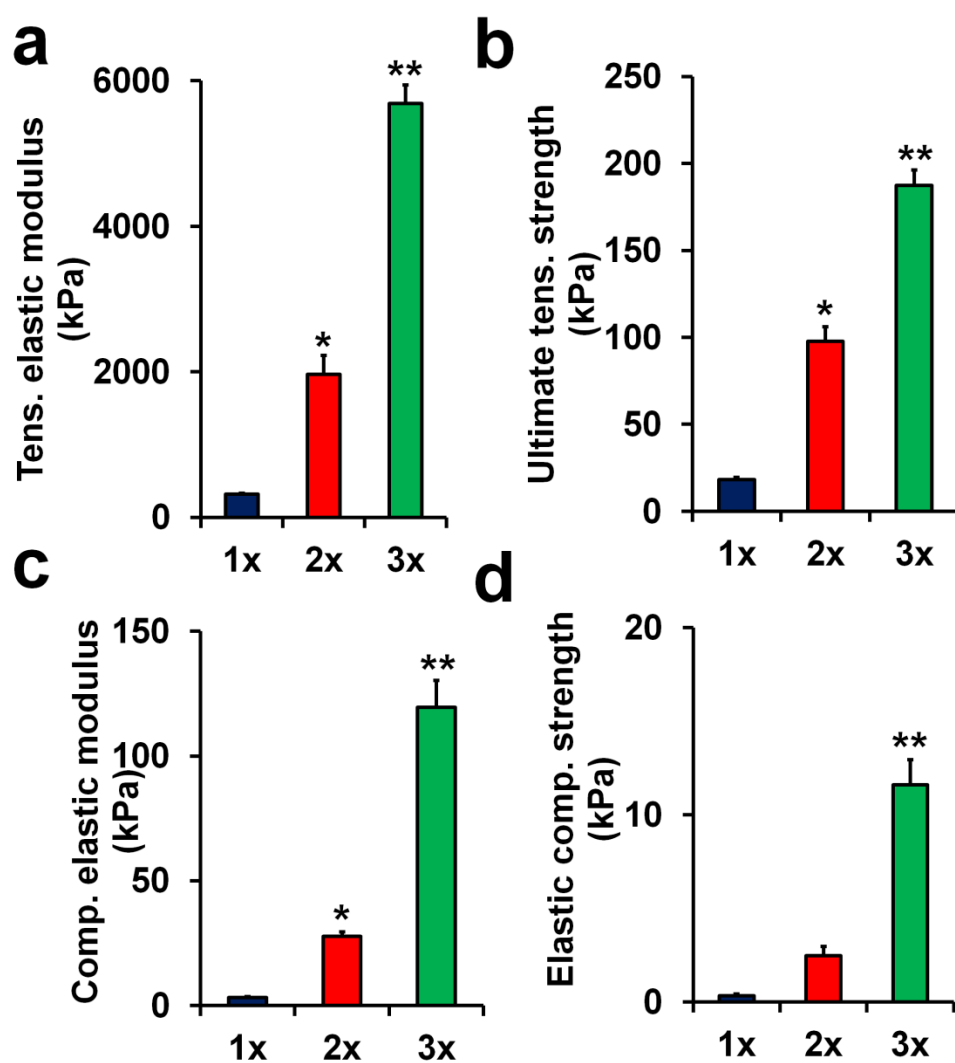 a
Tens. elastic modulus
(kPa)
6000
4000
2000
0
*
**
1x 2x 3x
b
Ultimate tens. strength
(kPa)
250
200
150
100
50
0
*
**
1x 2x 3x
c
Comp. elastic modulus
(kPa)
150
100
50
0
*
**
1x 2x 3x
d
Elastic comp. strength
(kPa)
20
10
0
**
1x 2x 3x